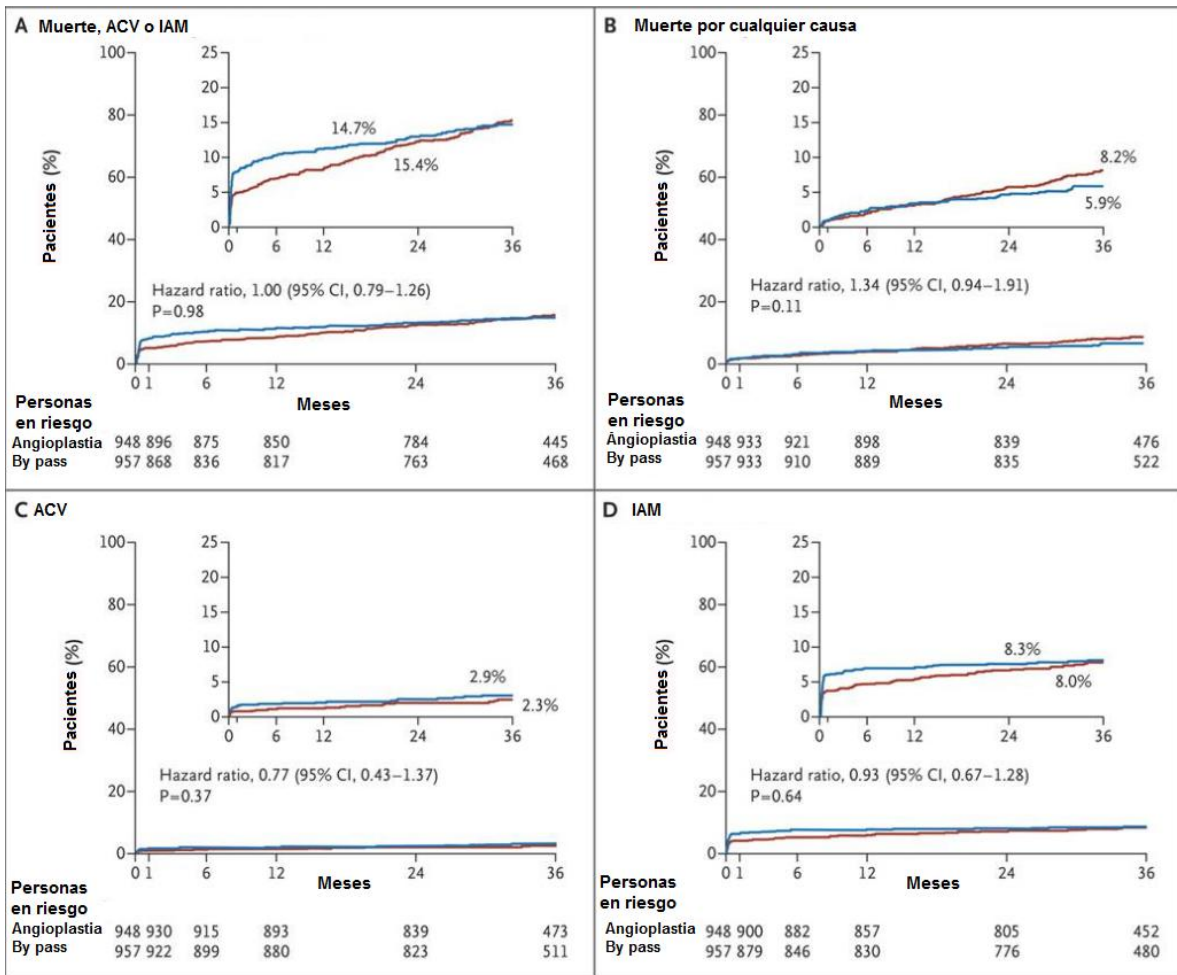 A Muerte, ACV o IAM
100
80
60
40
20
0
Pacientes (%)
25
20
15
10
5
0
14.7%
15.4%
0 6 12 24 36
Hazard ratio, 1.00 (95% CI, 0.79–1.26)
P=0.98
0 1 6 12 24 36
Meses
Personas
en riesgo
Angioplastia 948 896 875 850 784 445
By pass 957 868 836 817 763 468
B Muerte por cualquier causa
100
80
60
40
20
0
Pacientes (%)
25
20
15
10
5
0
8.2%
5.9%
0 6 12 24 36
Hazard ratio, 1.34 (95% CI, 0.94–1.91)
P=0.11
0 1 6 12 24 36
Meses
Personas
en riesgo
Angioplastia 948 933 921 898 839 476
By pass 957 933 910 889 835 522
C ACV
100
80
60
40
20
0
Pacientes (%)
25
20
15
10
5
0
2.9%
2.3%
0 6 12 24 36
Hazard ratio, 0.77 (95% CI, 0.43–1.37)
P=0.37
0 1 6 12 24 36
Meses
Personas
en riesgo
Angioplastia 948 930 915 893 839 473
By pass 957 922 899 880 823 511
D IAM
100
80
60
40
20
0
Pacientes (%)
25
20
15
10
5
0
8.3%
8.0%
0 6 12 24 36
Hazard ratio, 0.93 (95% CI, 0.67–1.28)
P=0.64
0 1 6 12 24 36
Meses
Personas
en riesgo
Angioplastia 948 900 882 857 805 452
By pass 957 879 846 830 776 480